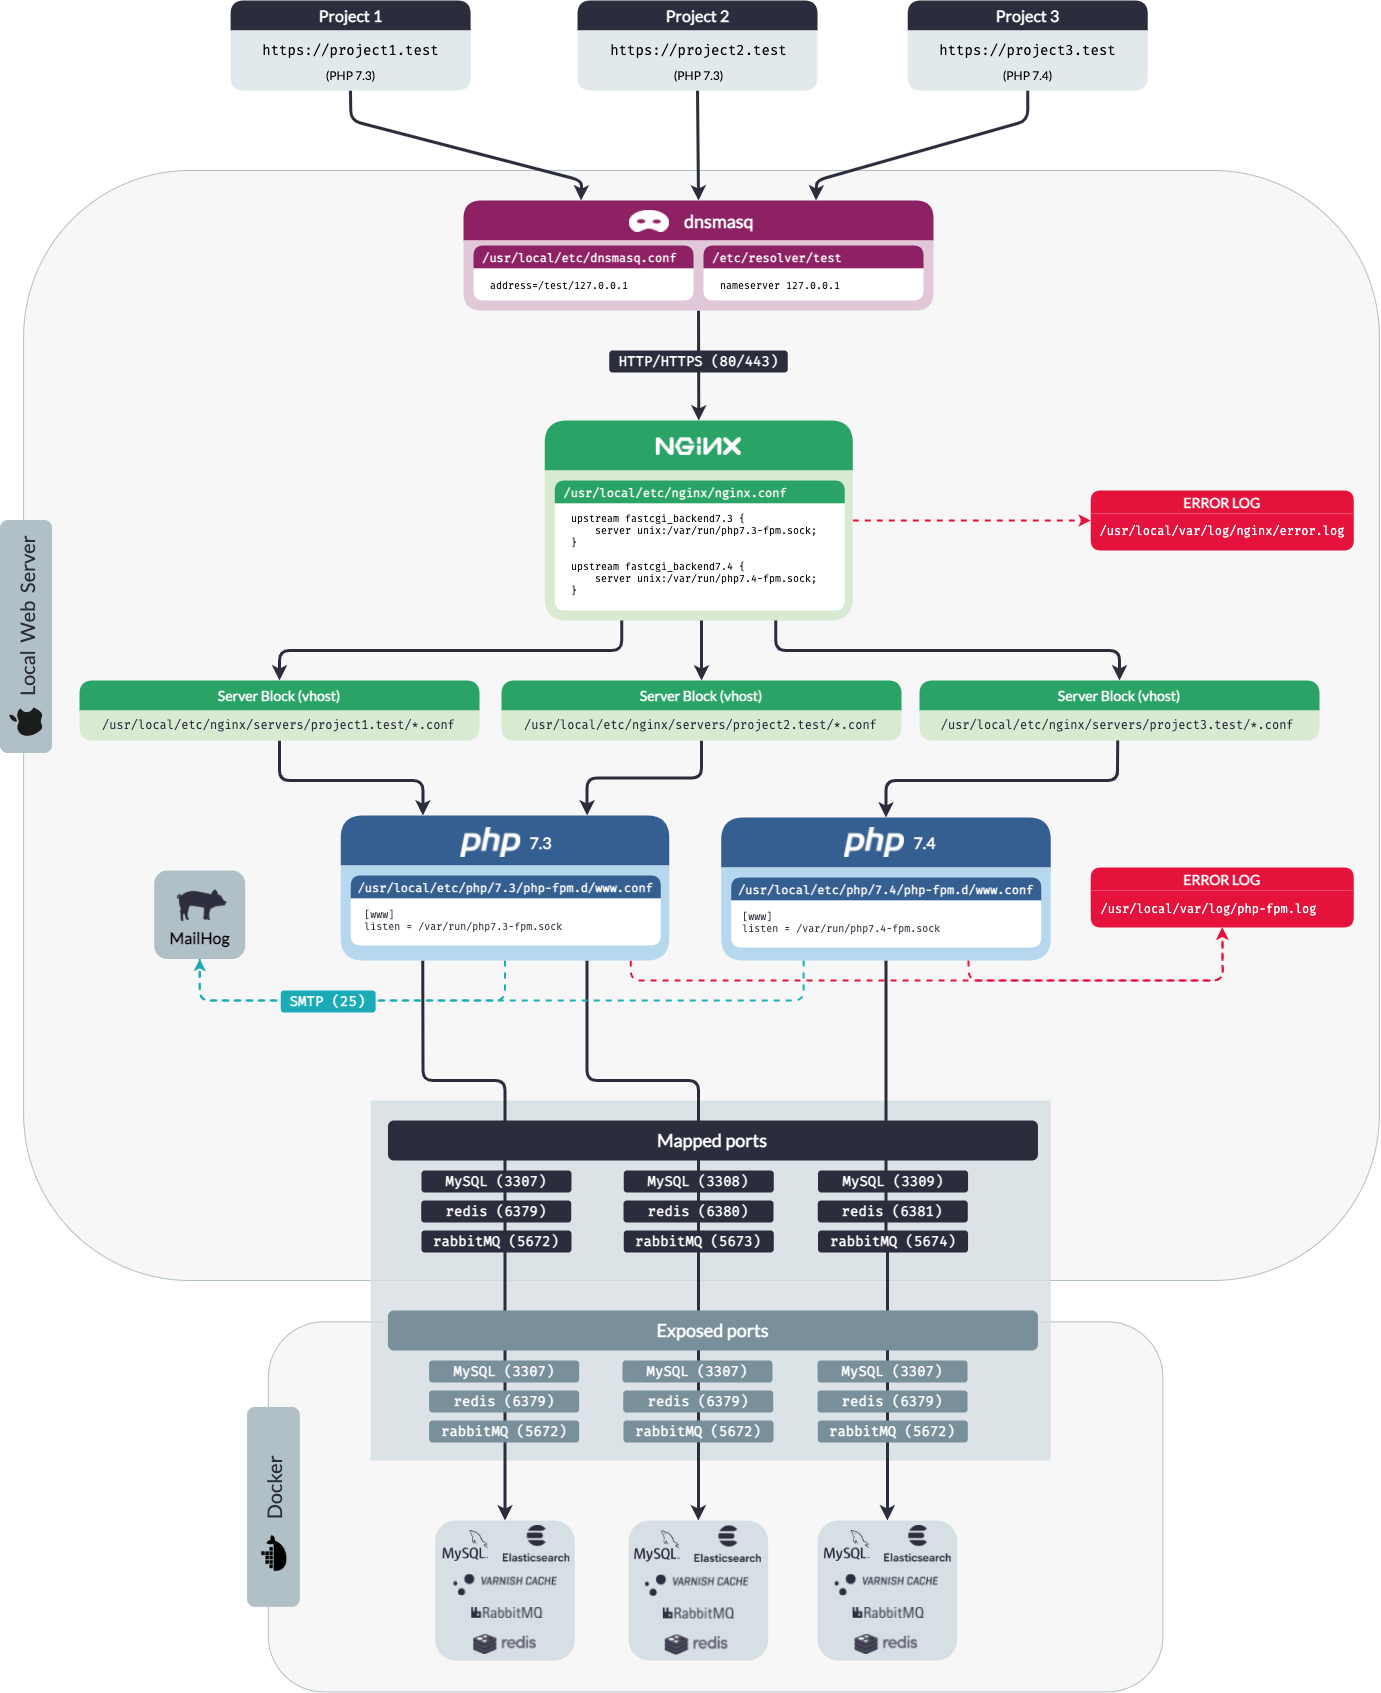 Project 1
https://project1.test
(PHP 7.3)
Project 2
https://project2.test
(PHP 7.3)
Project 3
https://project3.test
(PHP 7.4)
dnsmasq
/usr/local/etc/dnsmasq.conf
address=/test/127.0.0.1
/etc/resolver/test
nameserver 127.0.0.1
HTTP/HTTPS (80/443)
NGiNX
/usr/local/etc/nginx/nginx.conf
upstream fastcgi_backend7.3 {
server unix:/var/run/php7.3-fpm.sock;
}
upstream fastcgi_backend7.4 {
server unix:/var/run/php7.4-fpm.sock;
}
ERROR LOG
/usr/local/var/log/nginx/error.log
Local Web Server
Server Block (vhost)
/usr/local/etc/nginx/servers/project1.test/*.conf
Server Block (vhost)
/usr/local/etc/nginx/servers/project2.test/*.conf
Server Block (vhost)
/usr/local/etc/nginx/servers/project3.test/*.conf
php 7.3
/usr/local/etc/php/7.3/php-fpm.d/www.conf
[www]
listen = /var/run/php7.3-fpm.sock
php 7.4
/usr/local/etc/php/7.4/php-fpm.d/www.conf
[www]
listen = /var/run/php7.4-fpm.sock
ERROR LOG
/usr/local/var/log/php-fpm.log
MailHog
SMTP (25)
Mapped ports
MySQL (3307)
redis (6379)
rabbitMQ (5672)
MySQL (3308)
redis (6380)
rabbitMQ (5673)
MySQL (3309)
redis (6381)
rabbitMQ (5674)
Exposed ports
MySQL (3307)
redis (6379)
rabbitMQ (5672)
MySQL (3307)
redis (6379)
rabbitMQ (5672)
MySQL (3307)
redis (6379)
rabbitMQ (5672)
Docker
MySQL
Elasticsearch
VARNISH CACHE
RabbitMQ
redis
MySQL
Elasticsearch
VARNISH CACHE
RabbitMQ
redis
MySQL
Elasticsearch
VARNISH CACHE
RabbitMQ
redis